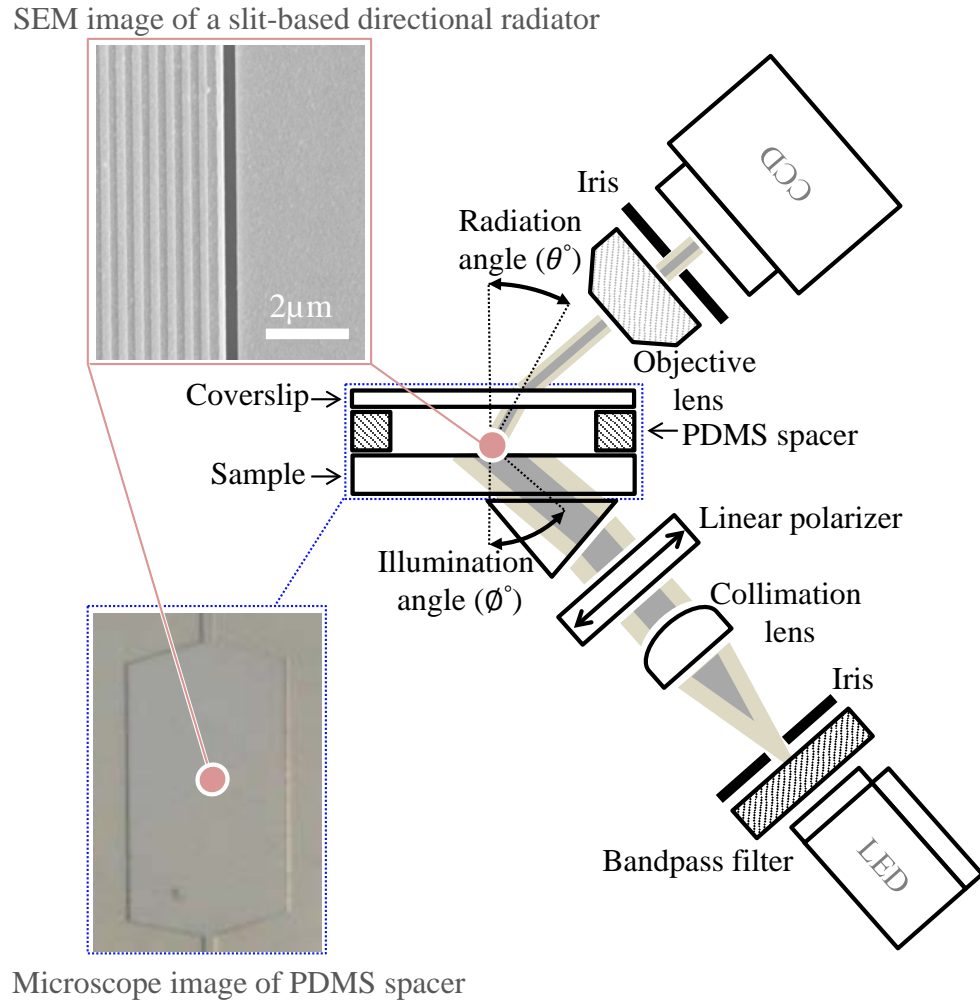 SEM image of a slit-based directional radiator
2µm
CCD
Iris
Radiation
angle (θ°)
Objective
lens
Coverslip
PDMS spacer
Sample
Linear polarizer
Illumination
angle (Ø°)
Collimation
lens
Iris
Bandpass filter
LED
Microscope image of PDMS spacer